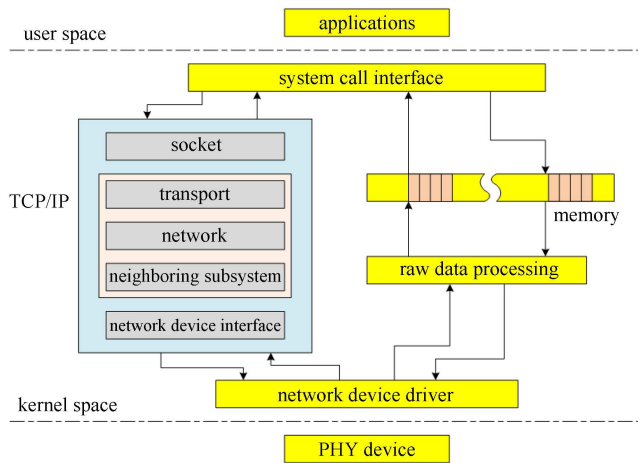 applications
user space
system call interface
socket
TCP/IP
transport
network
neighboring subsystem
network device interface
memory
raw data processing
network device driver
kernel space
PHY device